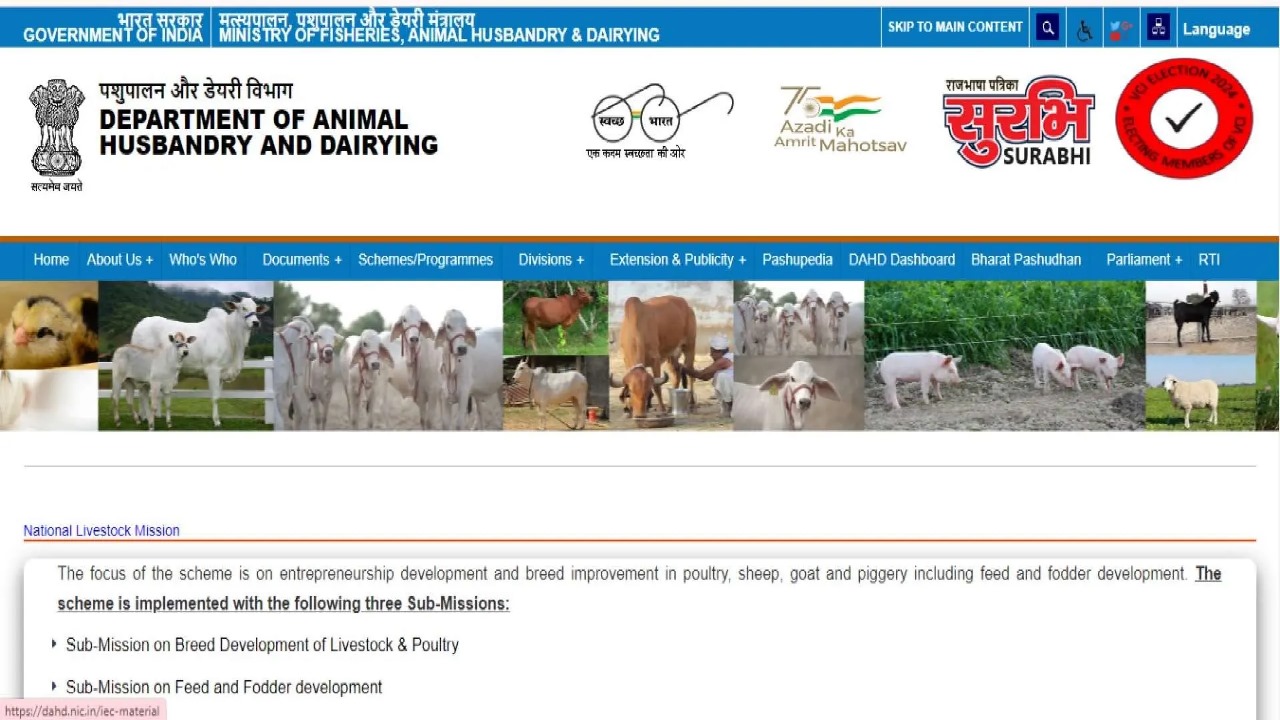 भारत सरकार
GOVERNMENT OF INDIA
मत्स्यपालन, पशुपालन और डेयरी मंत्रालय
MINISTRY OF FISHERIES, ANIMAL HUSBANDRY & DAIRYING
SKIP TO MAIN CONTENT
Language
पशुपालन और डेयरी विभाग
DEPARTMENT OF ANIMAL
HUSBANDRY AND DAIRYING
सत्यमेव जयते
स्वच्छ भारत
एक कदम स्वच्छता की ओर
75
Azadi Ka
Amrit Mahotsav
राजभाषा पत्रिका
सुरभि
SURABHI
VCI ELECTION 2024
ELECTING MEMBERS OF VCI
Home About Us + Who's Who Documents + Schemes/Programmes Divisions + Extension & Publicity + Pashupedia DAHD Dashboard Bharat Pashudhan Parliament + RTI
National Livestock Mission
The focus of the scheme is on entrepreneurship development and breed improvement in poultry, sheep, goat and piggery including feed and fodder development. The
scheme is implemented with the following three Sub-Missions:
Sub-Mission on Breed Development of Livestock & Poultry
Sub-Mission on Feed and Fodder development
https://dahd.nic.in/iec-material